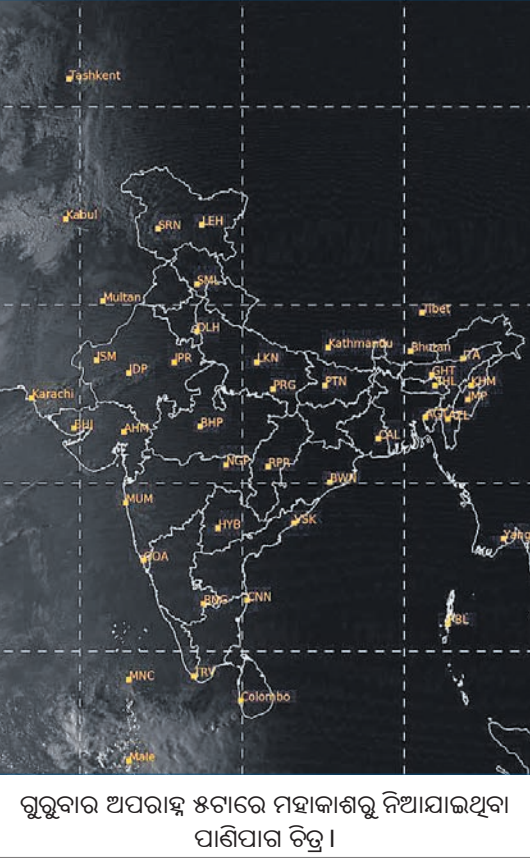 Tashkent
Kabul
SRN
LEH
SML
Multan
Tibet
DLH
Kathmandu
Bhutan
ITA
JSM
JDP
JPR
LKN
GHT
SHL
KHM
PRG
PTN
IMP
Karachi
AGT
AZL
BHJ
AHM
BHP
CAL
NGP
RPR
BWN
MUM
VSK
HYB
Yang
GOA
BNG
CNN
PBL
MNC
TRV
Colombo
Male
ଗୁରୁବାର ଅପରାହ୍ନ ୫ଟାରେ ମହାକାଶରୁ ନିଆଯାଇଥିବା
ପାଣିପାଗ ଚିତ୍ର।